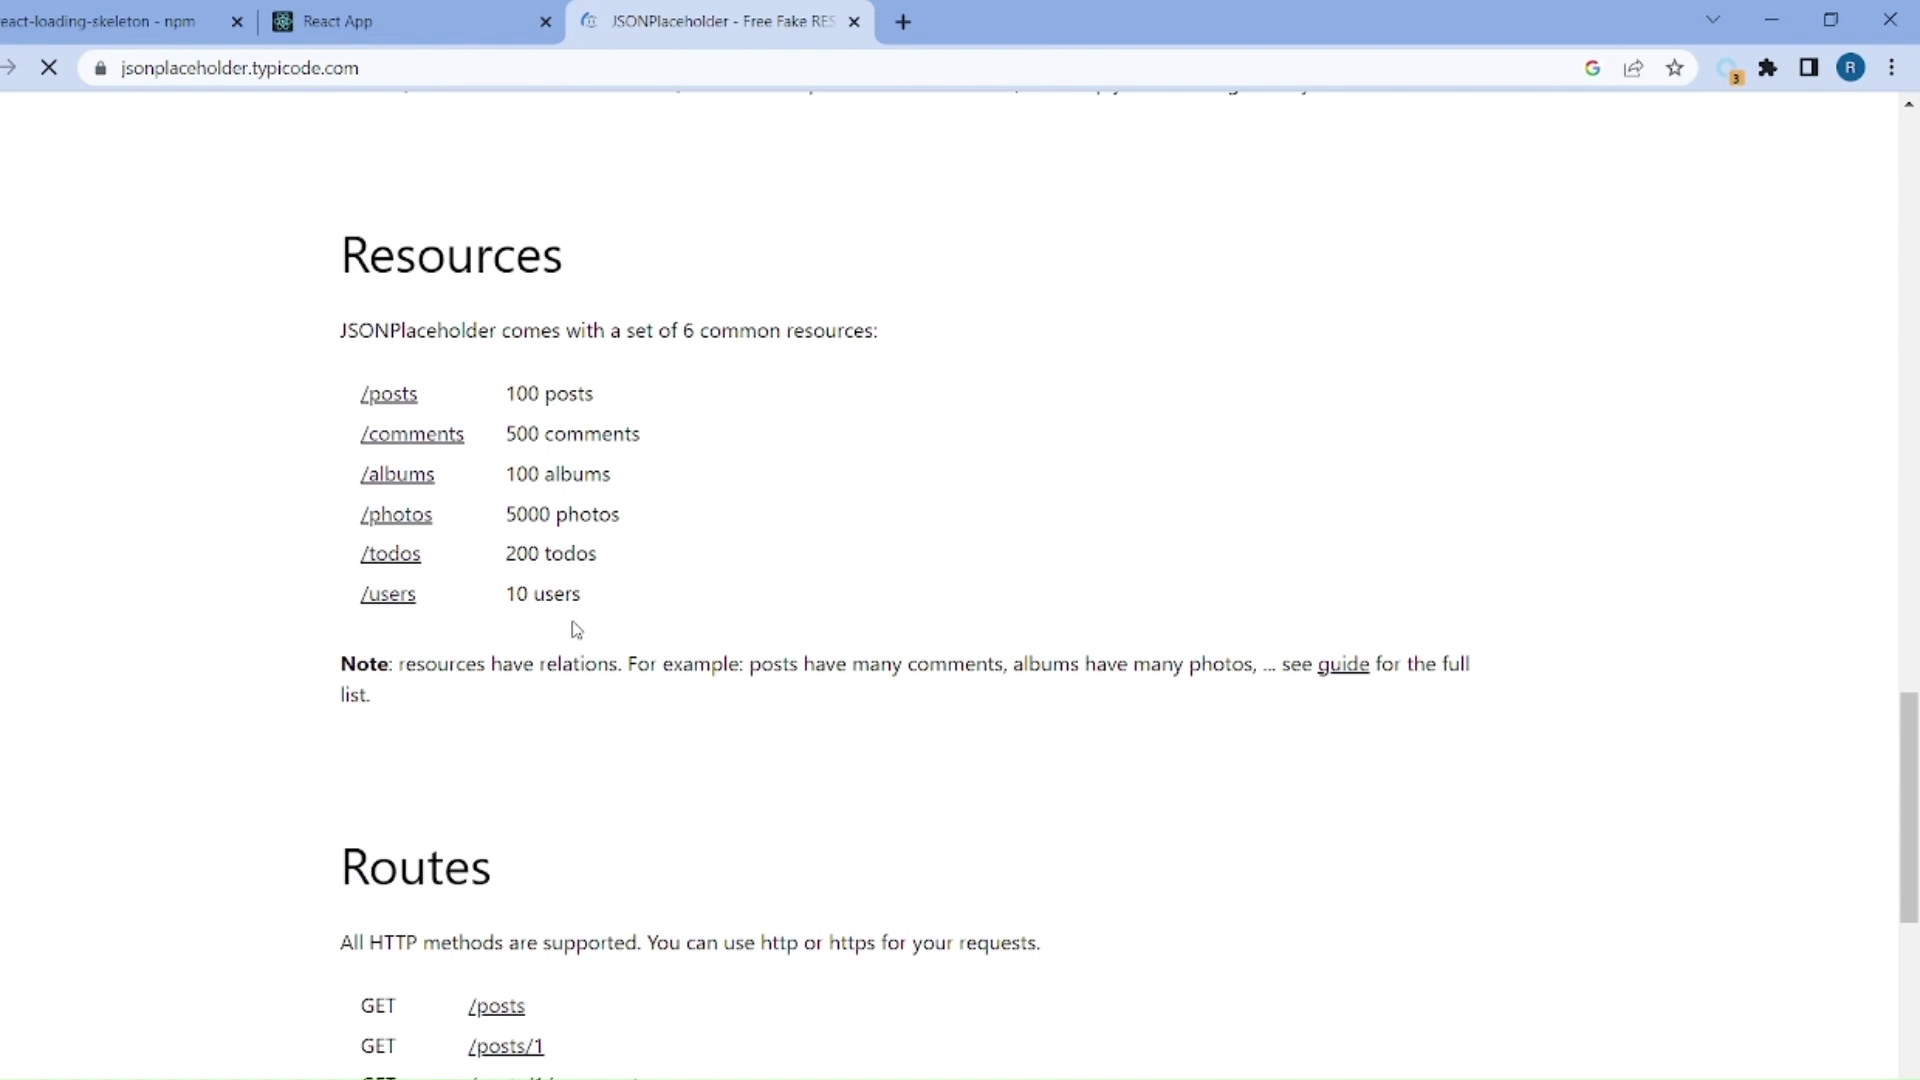 eact-loading-skeleton - npm
React App
JSONPlaceholder - Free Fake RES
jsonplaceholder.typicode.com
3
R
Resources
JSONPlaceholder comes with a set of 6 common resources:
/posts 100 posts
/comments 500 comments
/albums 100 albums
/photos 5000 photos
/todos 200 todos
/users 10 users
Note: resources have relations. For example: posts have many comments, albums have many photos, ... see guide for the full
list.
Routes
All HTTP methods are supported. You can use http or https for your requests.
GET /posts
GET /posts/1